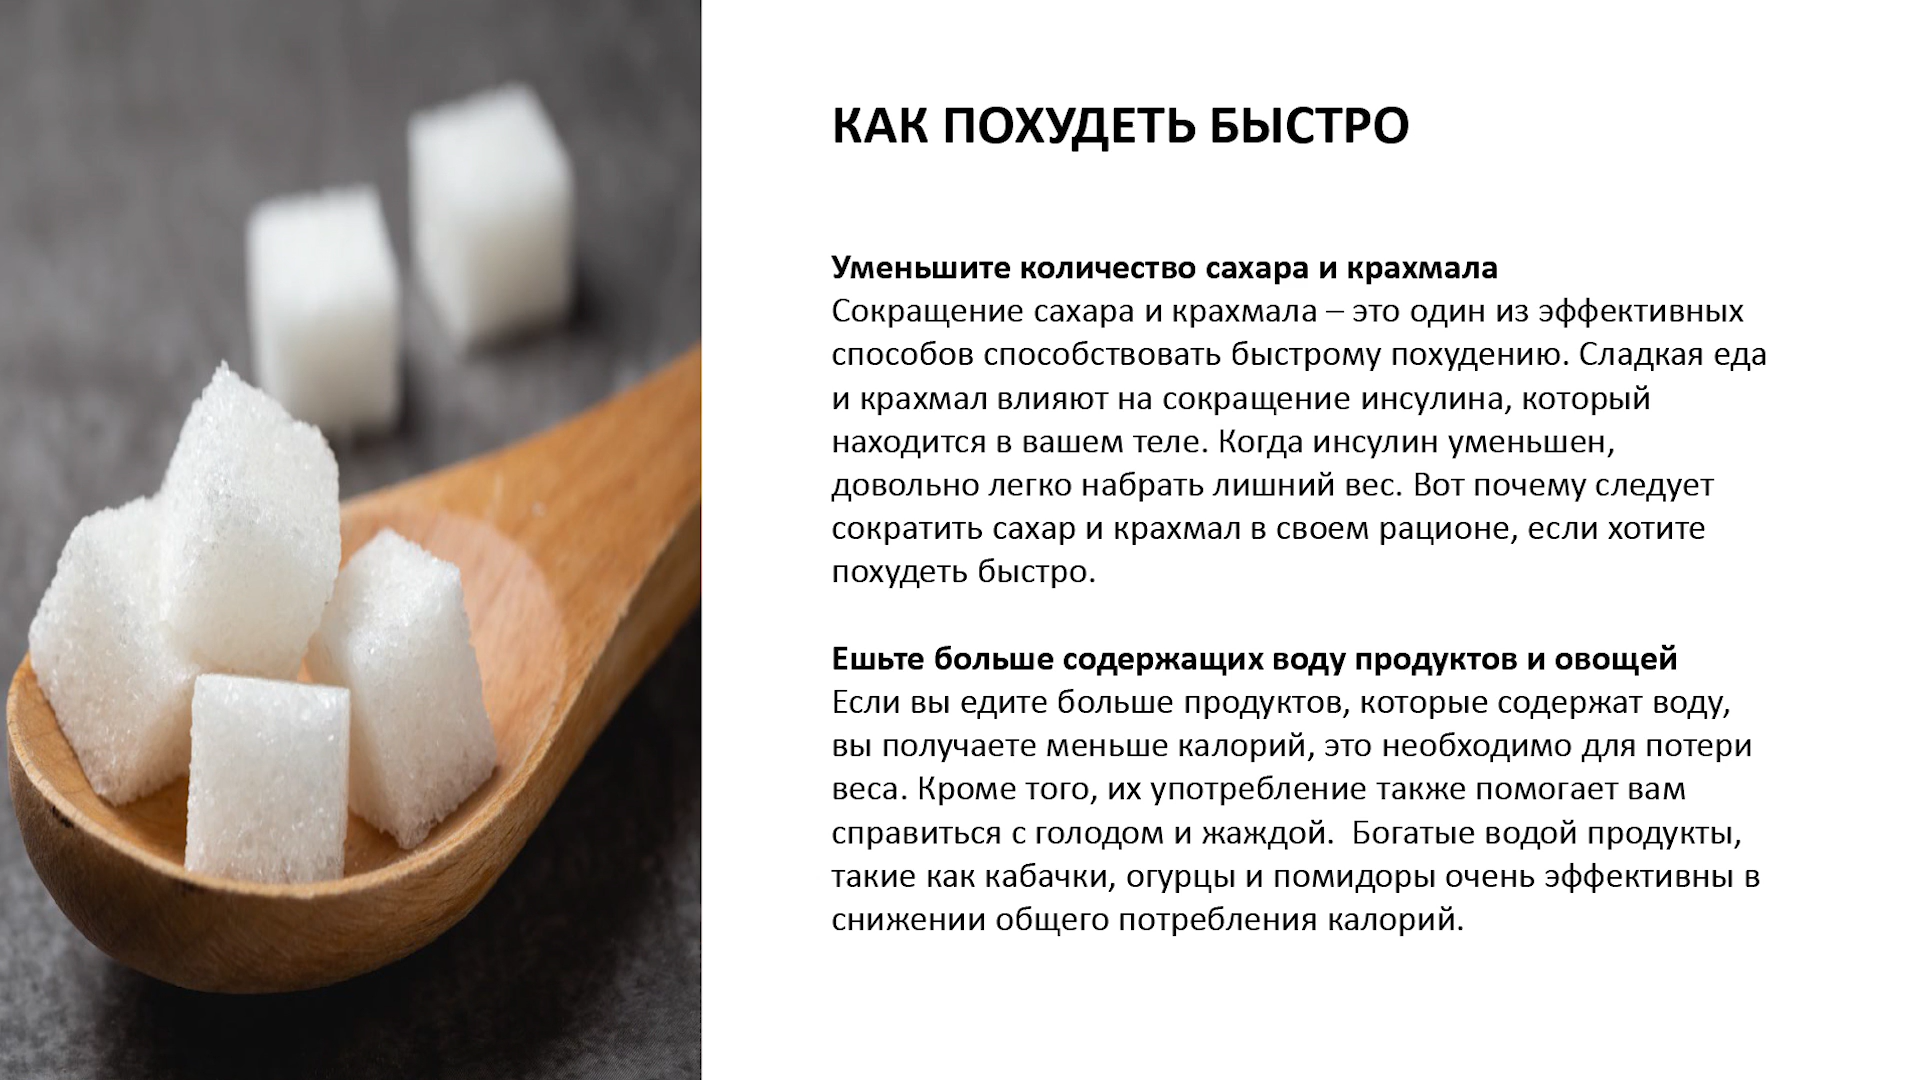 КАК ПОХУДЕТЬ БЫСТРО
Уменьшите количество сахара и крахмала
Сокращение сахара и крахмала – это один из эффективных
способов способствовать быстрому похудению. Сладкая еда
и крахмал влияют на сокращение инсулина, который
находится в вашем теле. Когда инсулин уменьшен,
довольно легко набрать лишний вес. Вот почему следует
сократить сахар и крахмал в своем рационе, если хотите
похудеть быстро.
Ешьте больше содержащих воду продуктов и овощей
Если вы едите больше продуктов, которые содержат воду,
вы получаете меньше калорий, это необходимо для потери
веса. Кроме того, их употребление также помогает вам
справиться с голодом и жаждой.  Богатые водой продукты,
такие как кабачки, огурцы и помидоры очень эффективны в
снижении общего потребления калорий.